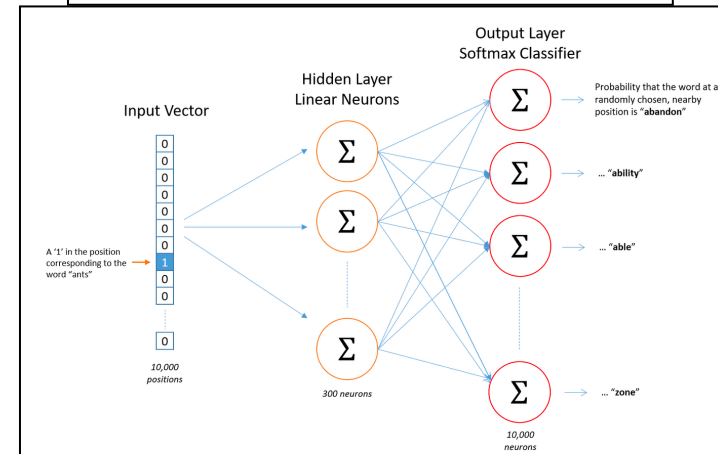 Output Layer
Softmax Classifier
Hidden Layer
Linear Neurons
Input Vector
0
0
0
0
0
0
0
1
0
0
0
A ‘1’ in the position
corresponding to the
word “ants”
10,000
positions
Σ
Σ
Σ
300 neurons
Σ
Σ
Σ
Σ
10,000
neurons
Probability that the word at a
randomly chosen, nearby
position is “abandon”
... “ability”
... “able”
... “zone”